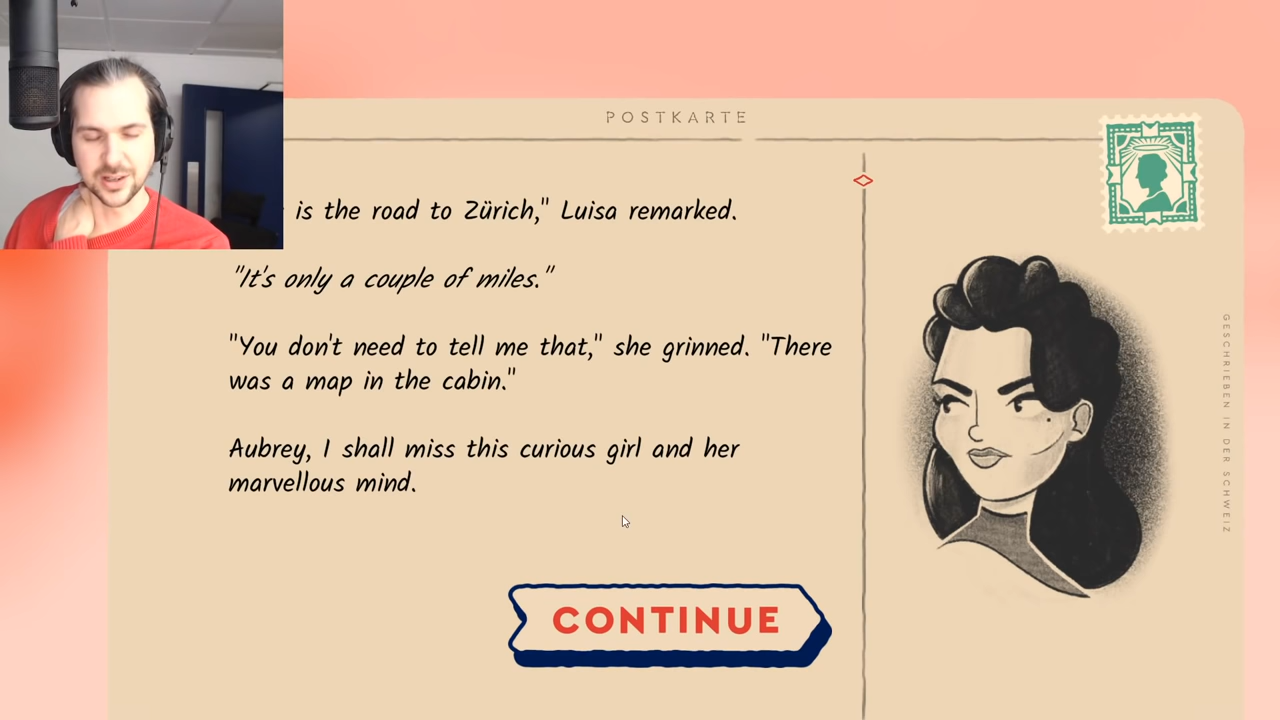 POSTKARTE
is the road to Zürich," Luisa remarked.
"It's only a couple of miles."
"You don't need to tell me that," she grinned. "There
was a map in the cabin."
Aubrey, I shall miss this curious girl and her
marvellous mind.
CONTINUE
GESCHRIEBEN IN DER SCHWEIZ